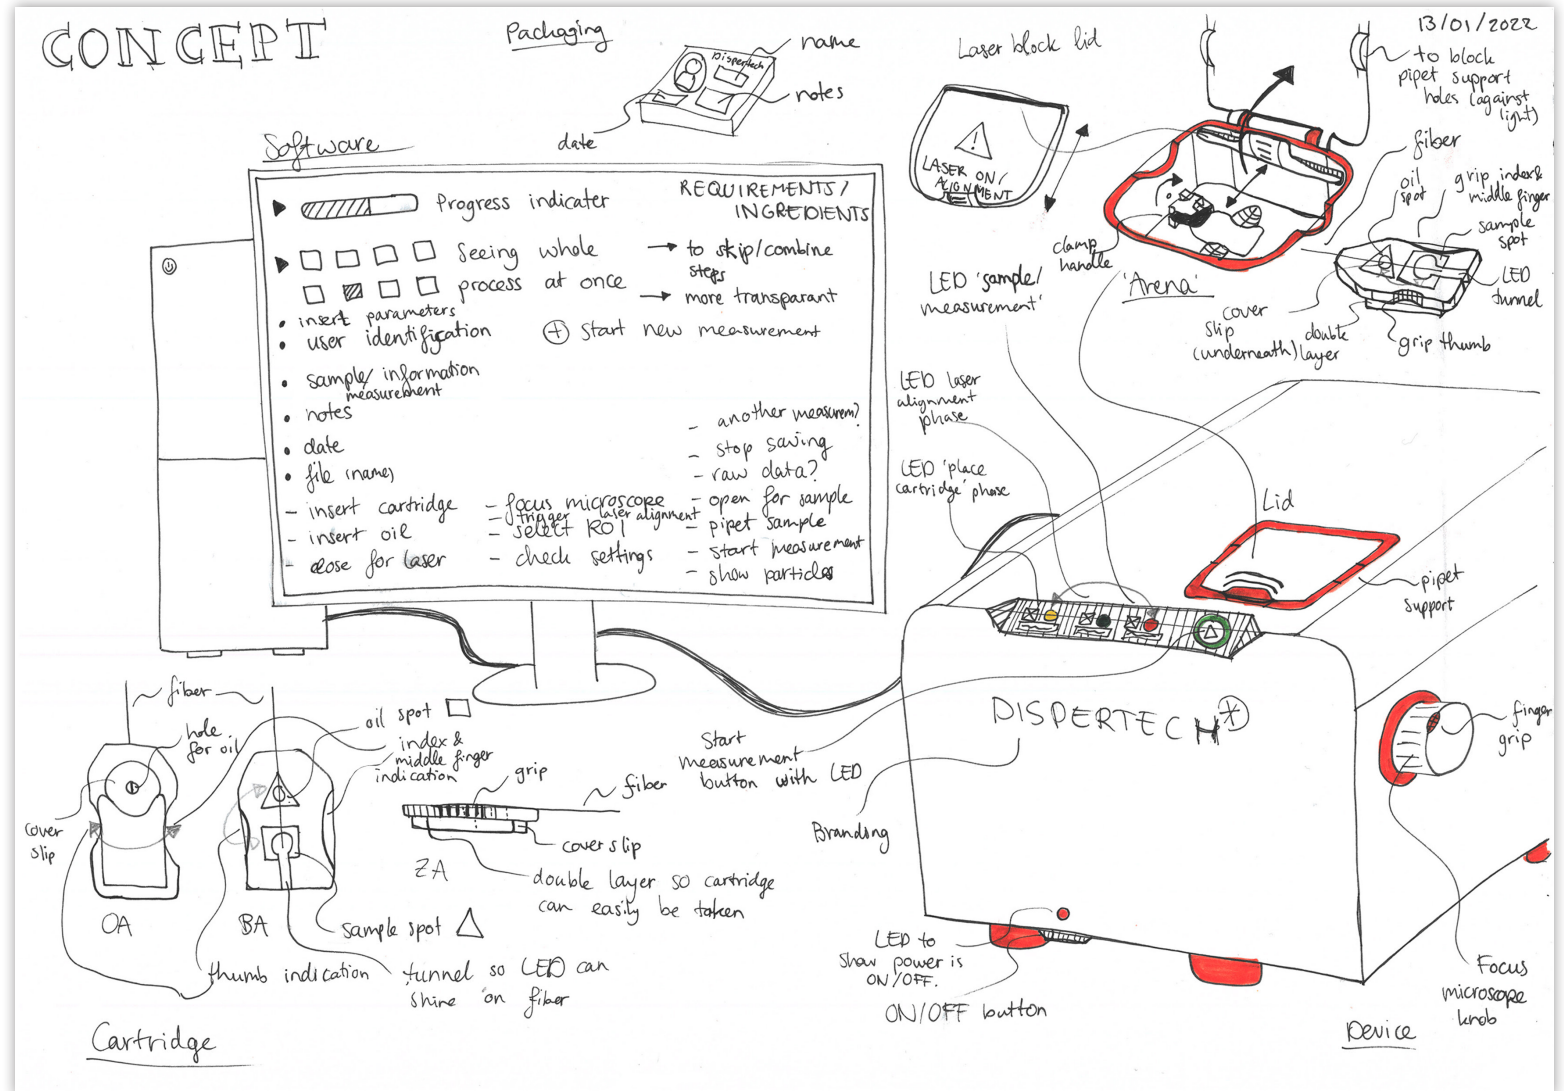 CONCEPT
Packaging
Dispertech
name
notes
date
Laser block lid
LASER ON/
ALIGNMENT
13/01/2022
to block
pipet support
holes (against
light)
fiber
oil
spot
grip index&
middle finger
sample
spot
LED
tunnel
clamp
handle
'Arena'
cover
slip
(underneath)
double
layer
grip thumb
Software
Progress indicater
Seeing whole
process at once
REQUIREMENTS/
INGREDIENTS
→ to skip/combine
steps
→ more transparant
+ Start new measurement
• insert parameters
• user identification
• sample/information
measurement
• notes
• date
• file (name)
- insert cartridge
- insert oil
- close for laser
- focus microscope
- trigger laser alignment
- select ROI
- check settings
- another measurem?
- stop saving
- raw data?
- open for sample
- pipet sample
- start measurement
- show particles
LED 'sample/
measurement'
LED laser
alignment
phase
LED 'place
cartridge' phase
Lid
pipet
support
DISPERTECH
finger
grip
Start
measurement
button with LED
Branding
LED to
show power is
ON/OFF.
ON/OFF button
Focus
microscope
knob
Device
fiber
hole
for oil
oil spot
index &
middle finger
indication
cover
slip
OA
BA
grip
fiber
cover slip
ZA
double layer so cartridge
can easily be taken
sample spot
thumb indication
tunnel so LED can
shine on fiber
Cartridge